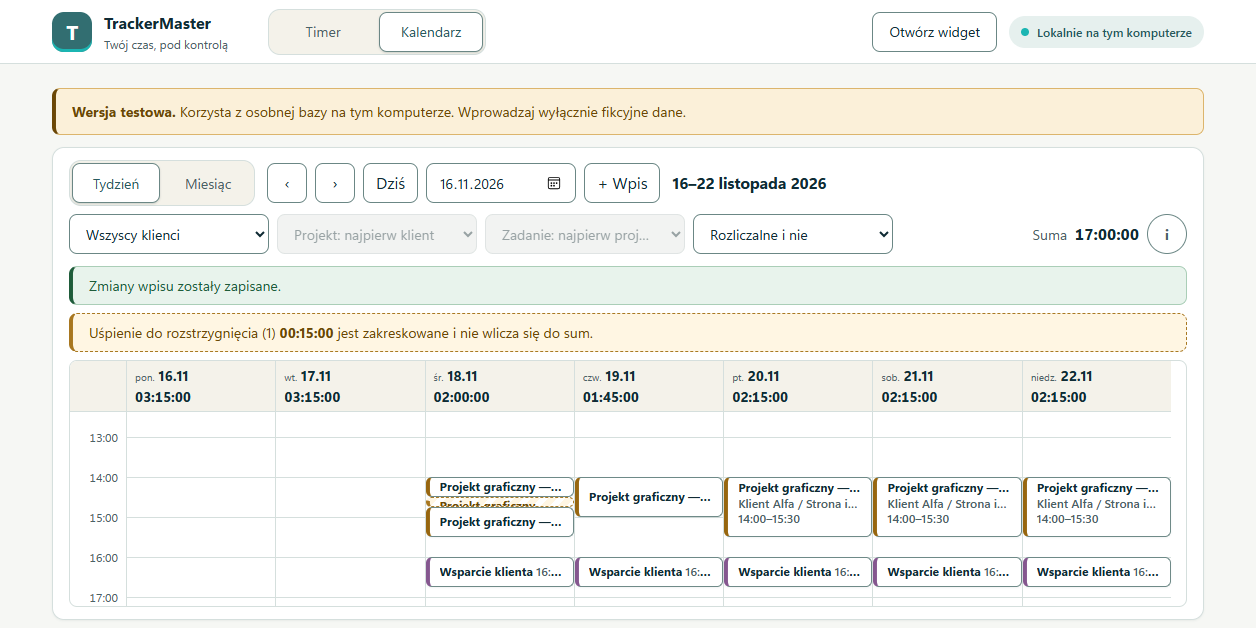 T
TrackerMaster
Twój czas, pod kontrolą
Timer
Kalendarz
Otwórz widget
Lokalnie na tym komputerze
Wersja testowa. Korzysta z osobnej bazy na tym komputerze. Wprowadzaj wyłącznie fikcyjne dane.
Tydzień
Miesiąc
‹
›
Dziś
16.11.2026
+ Wpis
16–22 listopada 2026
Wszyscy klienci
Projekt: najpierw klient
Zadanie: najpierw proj...
Rozliczalne i nie
Suma 17:00:00
i
Zmiany wpisu zostały zapisane.
Uśpienie do rozstrzygnięcia (1) 00:15:00 jest zakreskowane i nie wlicza się do sum.
pon. 16.11
03:15:00
wt. 17.11
03:15:00
śr. 18.11
02:00:00
czw. 19.11
01:45:00
pt. 20.11
02:15:00
sob. 21.11
02:15:00
niedz. 22.11
02:15:00
13:00
14:00
15:00
16:00
17:00
Projekt graficzny —...
Projekt graficzny —...
Projekt graficzny —...
Wsparcie klienta 16:...
Projekt graficzny —...
Wsparcie klienta 16:...
Projekt graficzny —...
Klient Alfa / Strona i...
14:00–15:30
Wsparcie klienta 16:...
Projekt graficzny —...
Klient Alfa / Strona i...
14:00–15:30
Wsparcie klienta 16:...
Projekt graficzny —...
Klient Alfa / Strona i...
14:00–15:30
Wsparcie klienta 16:...